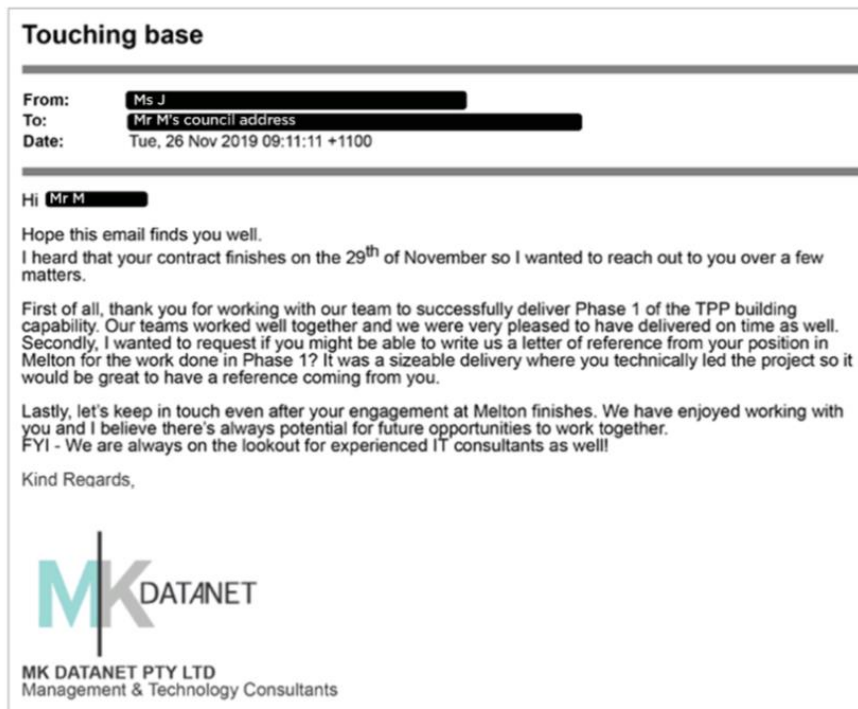 Touching base
From: Ms J
To: Mr M's council address
Date: Tue, 26 Nov 2019 09:11:11 +1100
Hi Mr M
Hope this email finds you well.
I heard that your contract finishes on the 29th of November so I wanted to reach out to you over a few
matters.
First of all, thank you for working with our team to successfully deliver Phase 1 of the TPP building
capability. Our teams worked well together and we were very pleased to have delivered on time as well.
Secondly, I wanted to request if you might be able to write us a letter of reference from your position in
Melton for the work done in Phase 1? It was a sizeable delivery where you technically led the project so it
would be great to have a reference coming from you.
Lastly, let's keep in touch even after your engagement at Melton finishes. We have enjoyed working with
you and I believe there's always potential for future opportunities to work together.
FYI - We are always on the lookout for experienced IT consultants as well!
Kind Regards,
MK DATANET
MK DATANET PTY LTD
Management & Technology Consultants